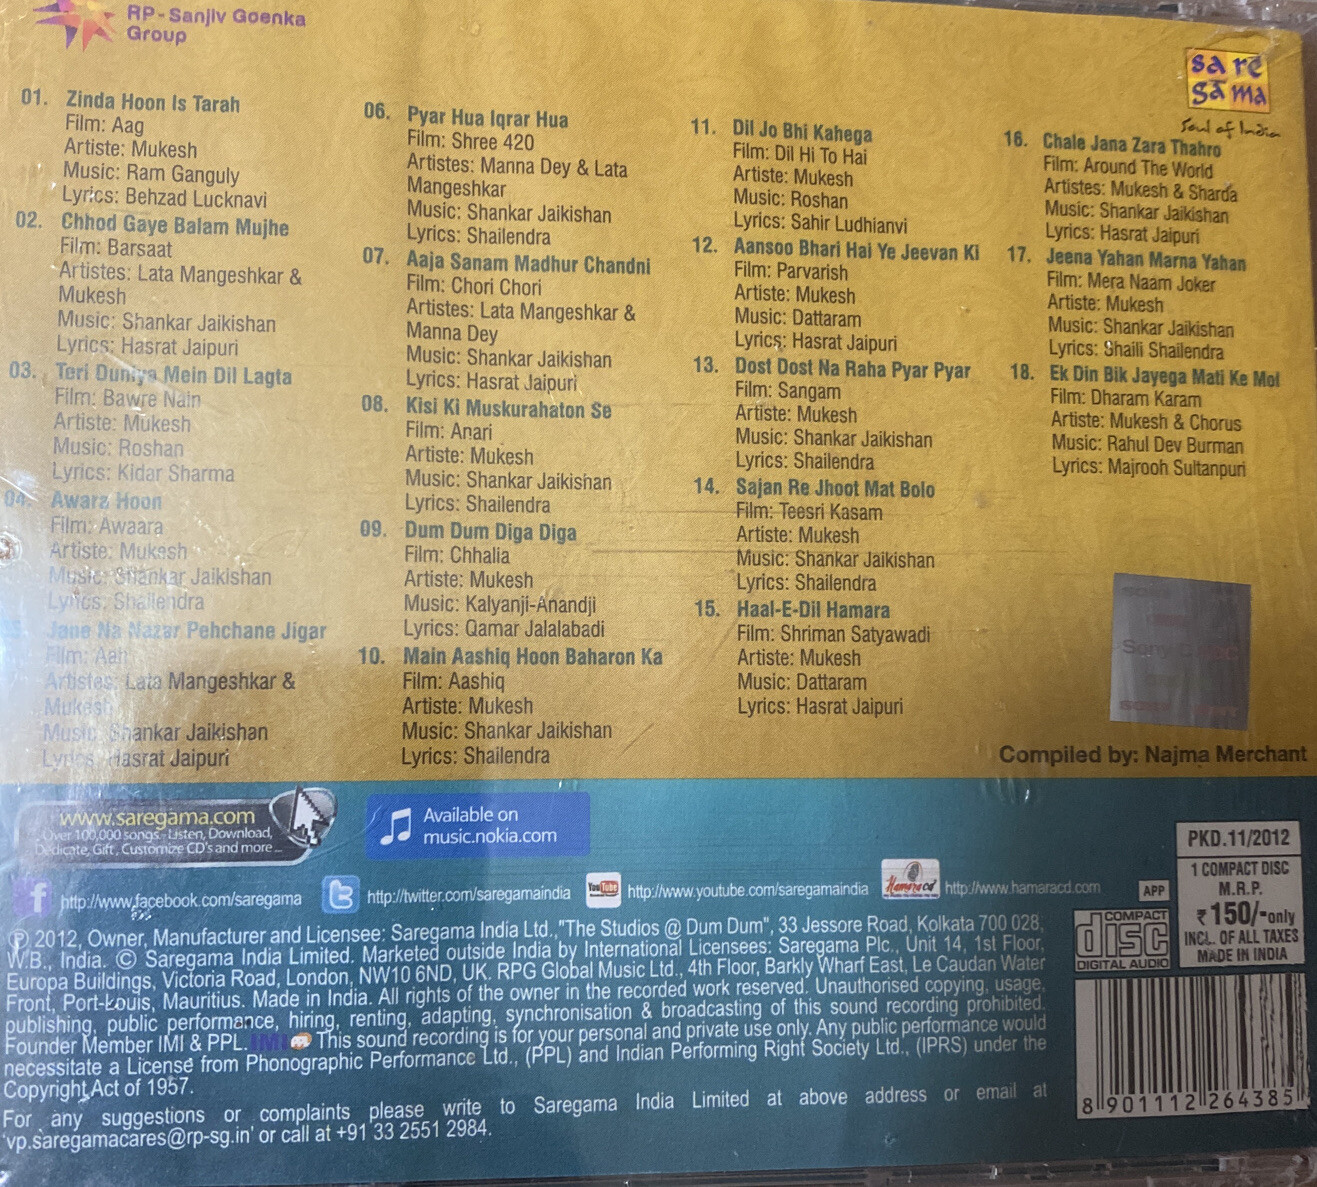 RP-Sanjiv Goenka
Group
sa re
ga ma
Soul of India
01. Zinda Hoon Is Tarah
Film: Aag
Artiste: Mukesh
Music: Ram Ganguly
Lyrics: Behzad Lucknavi
02. Chhod Gaye Balam Mujhe
Film: Barsaat
Artistes: Lata Mangeshkar &
Mukesh
Music: Shankar Jaikishan
Lyrics: Hasrat Jaipuri
03. Teri Duniya Mein Dil Lagta
Film: Bawre Nain
Artiste: Mukesh
Music: Roshan
Lyrics: Kidar Sharma
04. Awara Hoon
Film: Awaara
Artiste: Mukesh
Music: Shankar Jaikishan
Lyrics: Shailendra
Jane Na Nazar Pehchane Jigar
Film: Aah
Artistes: Lata Mangeshkar &
Mukesh
Music: Shankar Jaikishan
Lyrics: Hasrat Jaipuri
06. Pyar Hua Iqrar Hua
Film: Shree 420
Artistes: Manna Dey & Lata
Mangeshkar
Music: Shankar Jaikishan
Lyrics: Shailendra
07. Aaja Sanam Madhur Chandni
Film: Chori Chori
Artistes: Lata Mangeshkar &
Manna Dey
Music: Shankar Jaikishan
Lyrics: Hasrat Jaipuri
08. Kisi Ki Muskurahaton Se
Film: Anari
Artiste: Mukesh
Music: Shankar Jaikishan
Lyrics: Shailendra
09. Dum Dum Diga Diga
Film: Chhalia
Artiste: Mukesh
Music: Kalyanji-Anandji
Lyrics: Qamar Jalalabadi
10. Main Aashiq Hoon Baharon Ka
Film: Aashiq
Artiste: Mukesh
Music: Shankar Jaikishan
Lyrics: Shailendra
11. Dil Jo Bhi Kahega
Film: Dil Hi To Hai
Artiste: Mukesh
Music: Roshan
Lyrics: Sahir Ludhianvi
12. Aansoo Bhari Hai Ye Jeevan Ki
Film: Parvarish
Artiste: Mukesh
Music: Dattaram
Lyrics: Hasrat Jaipuri
13. Dost Dost Na Raha Pyar Pyar
Film: Sangam
Artiste: Mukesh
Music: Shankar Jaikishan
Lyrics: Shailendra
14. Sajan Re Jhoot Mat Bolo
Film: Teesri Kasam
Artiste: Mukesh
Music: Shankar Jaikishan
Lyrics: Shailendra
15. Haal-E-Dil Hamara
Film: Shriman Satyawadi
Artiste: Mukesh
Music: Dattaram
Lyrics: Hasrat Jaipuri
16. Chale Jana Zara Thahro
Film: Around The World
Artistes: Mukesh & Sharda
Music: Shankar Jaikishan
Lyrics: Hasrat Jaipuri
17. Jeena Yahan Marna Yahan
Film: Mera Naam Joker
Artiste: Mukesh
Music: Shankar Jaikishan
Lyrics: Shaili Shailendra
18. Ek Din Bik Jayega Mati Ke Mol
Film: Dharam Karam
Artiste: Mukesh & Chorus
Music: Rahul Dev Burman
Lyrics: Majrooh Sultanpuri
Sony
Compiled by: Najma Merchant
www.saregama.com
Over 100,000 songs - Listen, Download,
Dedicate, Gift, Customize CD's and more...
Available on
music.nokia.com
http://www.facebook.com/saregama
http://twitter.com/saregamaindia
YouTube
http://www.youtube.com/saregamaindia
Hamaracd
http://www.hamaracd.com
APP
COMPACT
disc
DIGITAL AUDIO
PKD.11/2012
1 COMPACT DISC
M.R.P.
₹ 150/-only
INCL. OF ALL TAXES
MADE IN INDIA
℗ 2012, Owner, Manufacturer and Licensee: Saregama India Ltd.,"The Studios @ Dum Dum", 33 Jessore Road, Kolkata 700 028,
W.B., India. © Saregama India Limited. Marketed outside India by International Licensees: Saregama Plc., Unit 14, 1st Floor,
Europa Buildings, Victoria Road, London, NW10 6ND, UK. RPG Global Music Ltd., 4th Floor, Barkly Wharf East, Le Caudan Water
Front, Port-Louis, Mauritius. Made in India. All rights of the owner in the recorded work reserved. Unauthorised copying, usage,
publishing, public performance, hiring, renting, adapting, synchronisation & broadcasting of this sound recording prohibited.
Founder Member IMI & PPL. IMI This sound recording is for your personal and private use only. Any public performance would
necessitate a License from Phonographic Performance Ltd., (PPL) and Indian Performing Right Society Ltd., (IPRS) under the
Copyright Act of 1957.
For any suggestions or complaints please write to Saregama India Limited at above address or email at
'vp.saregamacares@rp-sg.in' or call at +91 33 2551 2984.
8 901112 264385